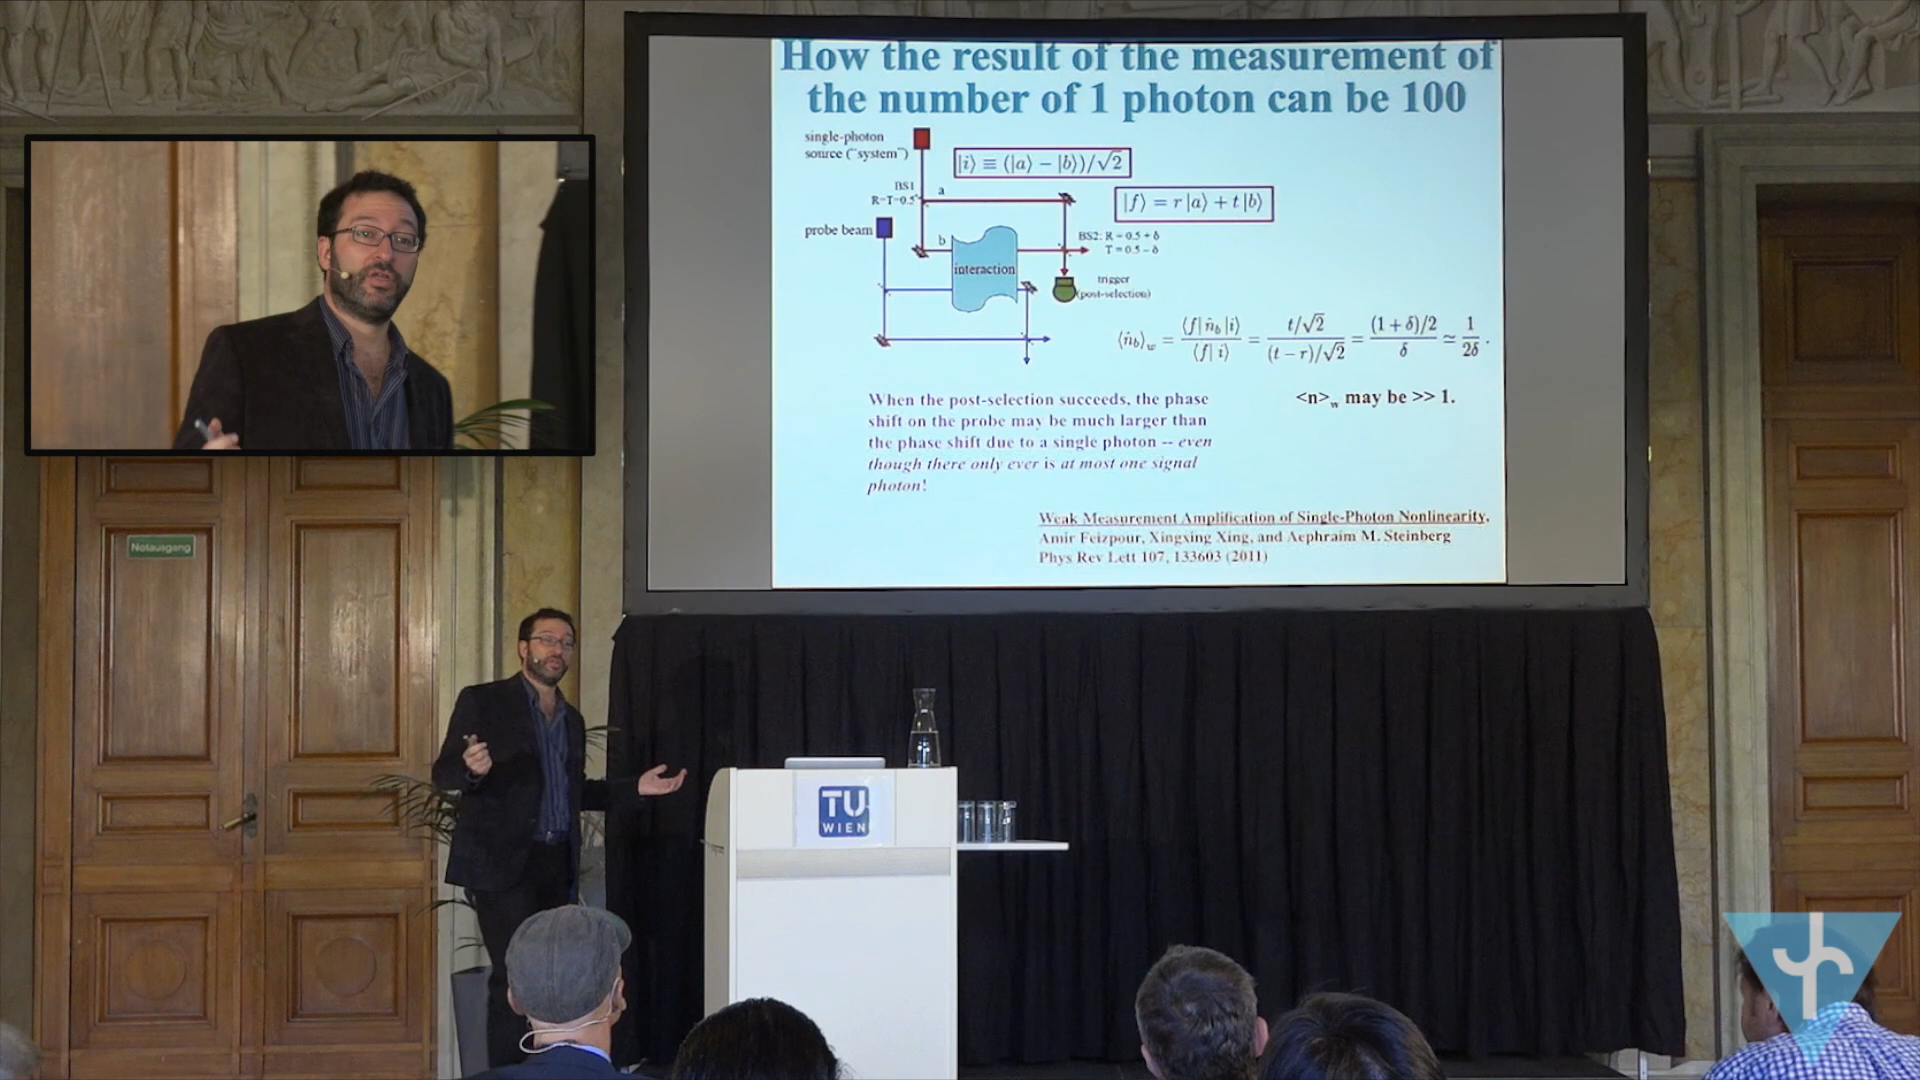 How the result of the measurement of
the number of 1 photon can be 100
single-photon
source ("system")
|i⟩ ≡ (|a⟩ − |b⟩)/√2
BS1
R=T=0.5
a
|f⟩ = r |a⟩ + t |b⟩
probe beam
b
BS2: R = 0.5 + δ
T = 0.5 − δ
interaction
trigger
(post-selection)
⟨n̂_b⟩_w = ⟨f| n̂_b |i⟩ / ⟨f| i⟩ = (t/√2) / ((t − r)/√2) = ((1 + δ)/2) / δ ≃ 1/2δ .
When the post-selection succeeds, the phase
shift on the probe may be much larger than
the phase shift due to a single photon -- even
though there only ever is at most one signal
photon!
<n>w may be >> 1.
Weak Measurement Amplification of Single-Photon Nonlinearity,
Amir Feizpour, Xingxing Xing, and Aephraim M. Steinberg
Phys Rev Lett 107, 133603 (2011)
Notausgang
TU
WIEN